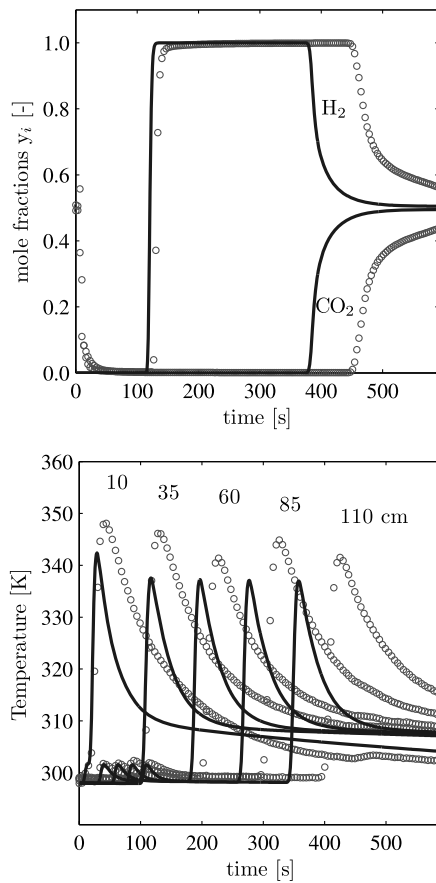 mole fractions yᵢ [-]
1.0
0.8
0.6
0.4
0.2
0.0
H₂
CO₂
0 100 200 300 400 500
time [s]
Temperature [K]
360
350
340
330
320
310
300
290
10 35 60 85 110 cm
0 100 200 300 400 500
time [s]